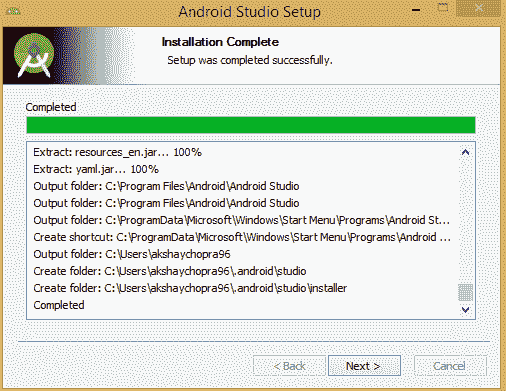 Android Studio Setup
Installation Complete
Setup was completed successfully.
Completed
Extract: resources_en.jar... 100%
Extract: yaml.jar... 100%
Output folder: C:\Program Files\Android\Android Studio
Output folder: C:\Program Files\Android\Android Studio
Output folder: C:\ProgramData\Microsoft\Windows\Start Menu\Programs\Android St...
Create shortcut: C:\ProgramData\Microsoft\Windows\Start Menu\Programs\Android ...
Output folder: C:\Users\akshaychopra96
Create folder: C:\Users\akshaychopra96\.android\studio
Create folder: C:\Users\akshaychopra96\.android\studio\installer
Completed
< Back Next > Cancel